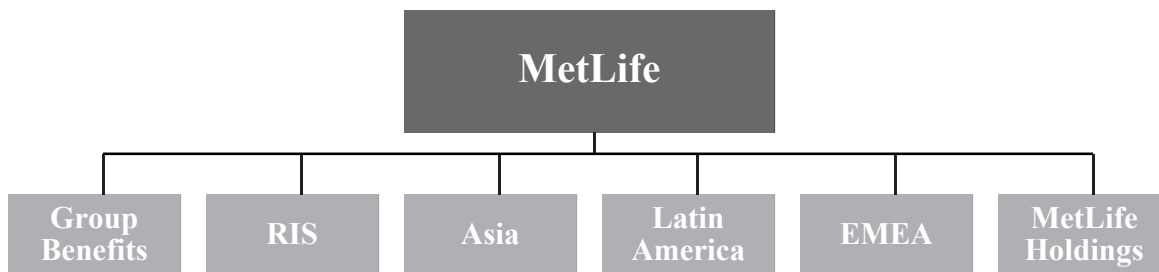 MetLife
Group
Benefits
RIS
Asia
Latin
America
EMEA
MetLife
Holdings